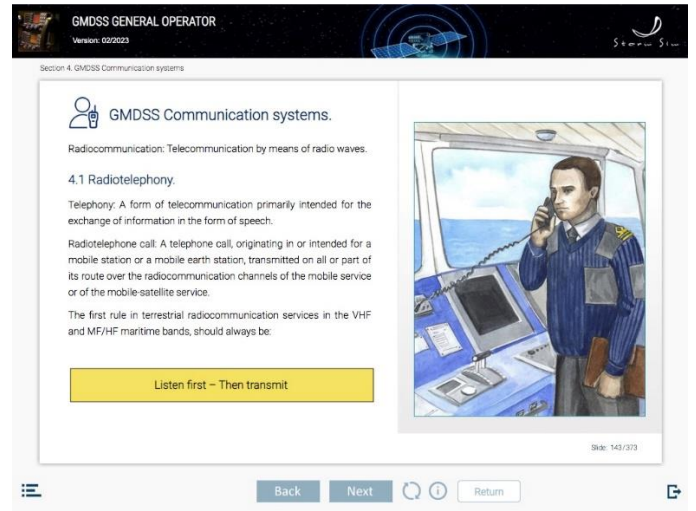 GMDSS GENERAL OPERATOR
Version: 02/2023
Storm Sim
Section 4. GMDSS Communication systems
GMDSS Communication systems.
Radiocommunication: Telecommunication by means of radio waves.
4.1 Radiotelephony.
Telephony: A form of telecommunication primarily intended for the
exchange of information in the form of speech.
Radiotelephone call: A telephone call, originating in or intended for a
mobile station or a mobile earth station, transmitted on all or part of
its route over the radiocommunication channels of the mobile service
or of the mobile-satellite service.
The first rule in terrestrial radiocommunication services in the VHF
and MF/HF maritime bands, should always be:
Listen first – Then transmit
Slide: 143/373
Back
Next
Return